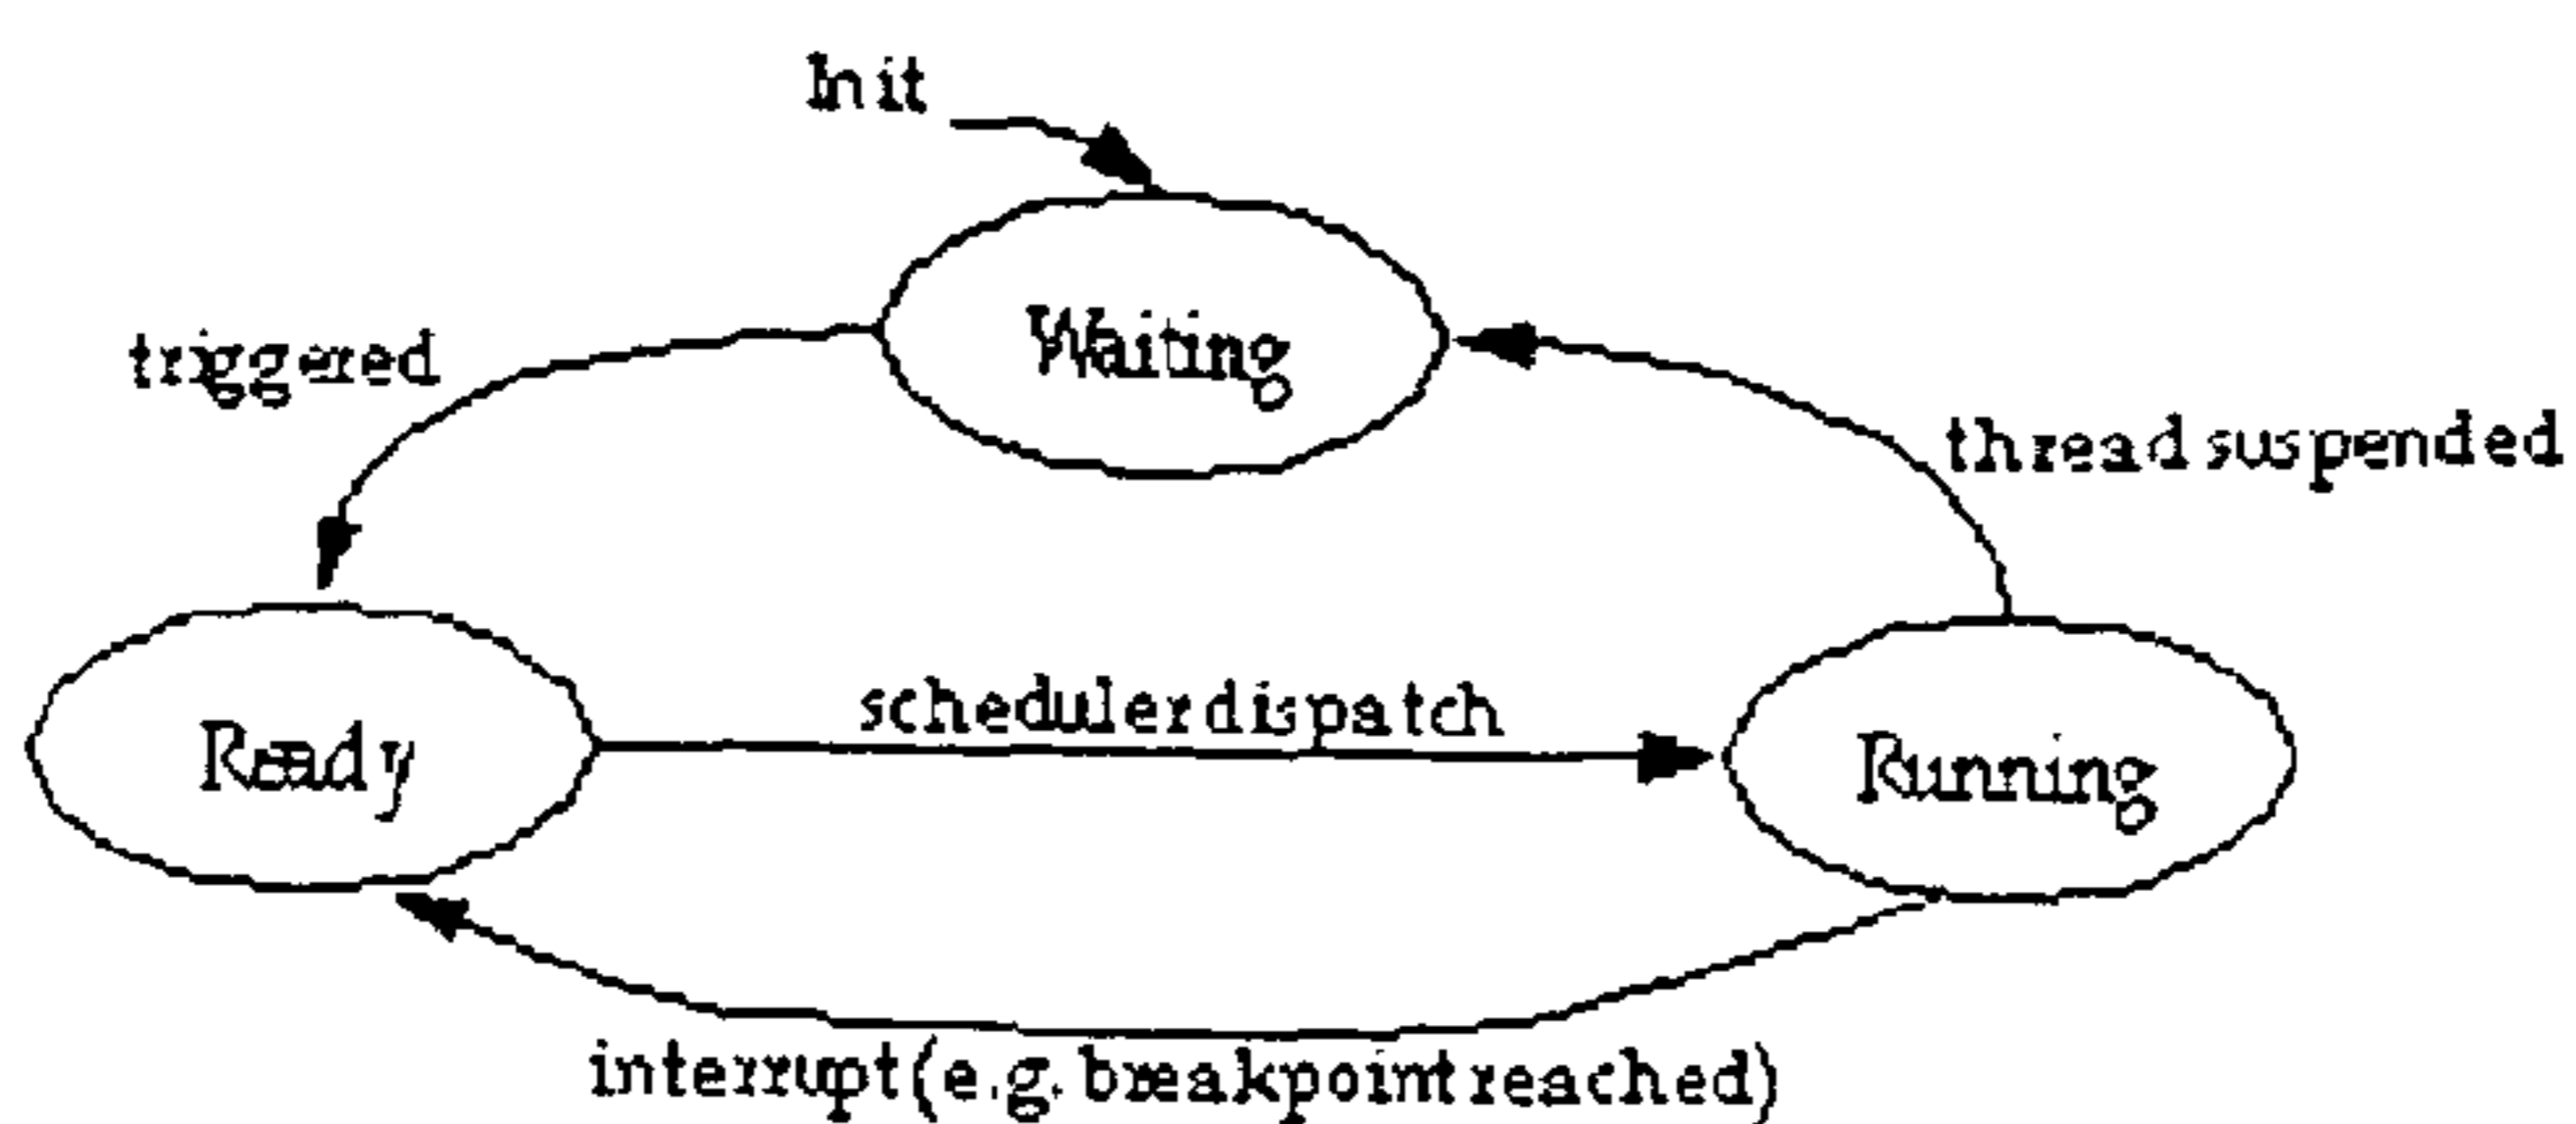 Init
Waiting
triggered
thread suspended
scheduler dispatch
Ready
Running
interrupt (e.g. breakpoint reached)